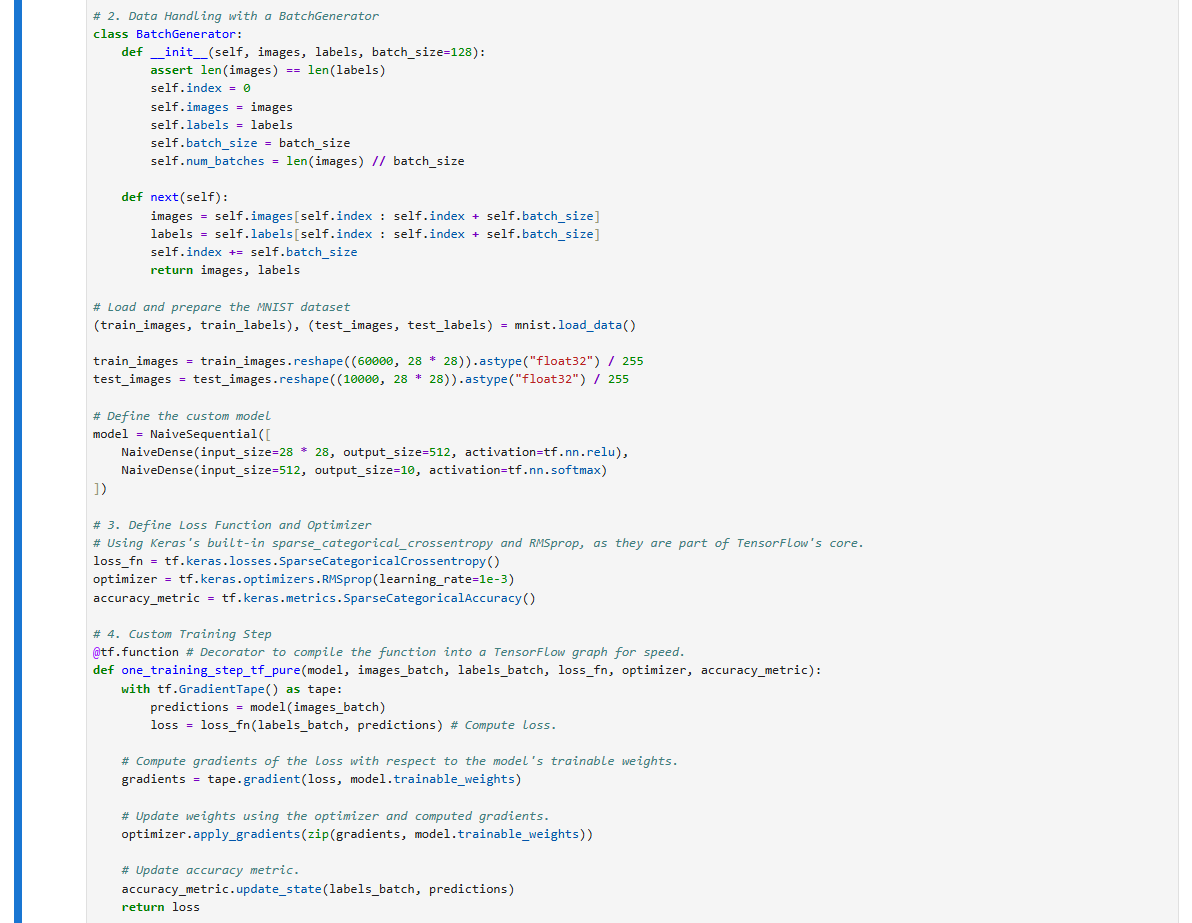 # 2. Data Handling with a BatchGenerator
class BatchGenerator:
    def __init__(self, images, labels, batch_size=128):
        assert len(images) == len(labels)
        self.index = 0
        self.images = images
        self.labels = labels
        self.batch_size = batch_size
        self.num_batches = len(images) // batch_size

    def next(self):
        images = self.images[self.index : self.index + self.batch_size]
        labels = self.labels[self.index : self.index + self.batch_size]
        self.index += self.batch_size
        return images, labels

# Load and prepare the MNIST dataset
(train_images, train_labels), (test_images, test_labels) = mnist.load_data()

train_images = train_images.reshape((60000, 28 * 28)).astype("float32") / 255
test_images = test_images.reshape((10000, 28 * 28)).astype("float32") / 255

# Define the custom model
model = NaiveSequential([
    NaiveDense(input_size=28 * 28, output_size=512, activation=tf.nn.relu),
    NaiveDense(input_size=512, output_size=10, activation=tf.nn.softmax)
])

# 3. Define Loss Function and Optimizer
# Using Keras's built-in sparse_categorical_crossentropy and RMSprop, as they are part of TensorFlow's core.
loss_fn = tf.keras.losses.SparseCategoricalCrossentropy()
optimizer = tf.keras.optimizers.RMSprop(learning_rate=1e-3)
accuracy_metric = tf.keras.metrics.SparseCategoricalAccuracy()

# 4. Custom Training Step
@tf.function # Decorator to compile the function into a TensorFlow graph for speed.
def one_training_step_tf_pure(model, images_batch, labels_batch, loss_fn, optimizer, accuracy_metric):
    with tf.GradientTape() as tape:
        predictions = model(images_batch)
        loss = loss_fn(labels_batch, predictions) # Compute loss.

    # Compute gradients of the loss with respect to the model's trainable weights.
    gradients = tape.gradient(loss, model.trainable_weights)

    # Update weights using the optimizer and computed gradients.
    optimizer.apply_gradients(zip(gradients, model.trainable_weights))

    # Update accuracy metric.
    accuracy_metric.update_state(labels_batch, predictions)
    return loss